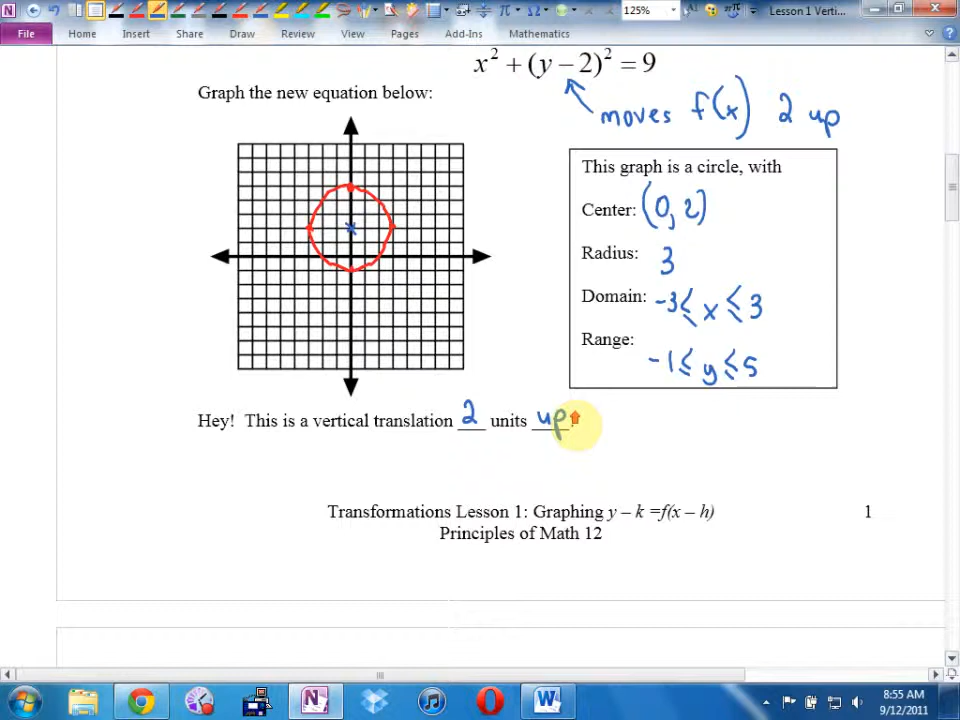 125%
Lesson 1 Verti...
File Home Insert Share Draw Review View Pages Add-Ins Mathematics
x² + (y − 2)² = 9
Graph the new equation below:
moves f(x) 2 up
This graph is a circle, with
Center: (0, 2)
Radius: 3
Domain: -3 ≤ x ≤ 3
Range: -1 ≤ y ≤ 5
Hey! This is a vertical translation 2 units up
Transformations Lesson 1: Graphing y – k =f(x – h)
1
Principles of Math 12
8:55 AM
9/12/2011